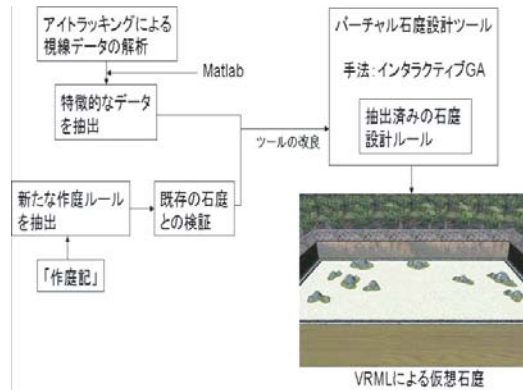 アイトラッキングによる
視線データの解析
Matlab
特徴的なデータ
を抽出
新たな作庭ルール
を抽出
既存の石庭
との検証
「作庭記」
ツールの改良
バーチャル石庭設計ツール
手法：インタラクティブGA
抽出済みの石庭
設計ルール
VRMLによる仮想石庭